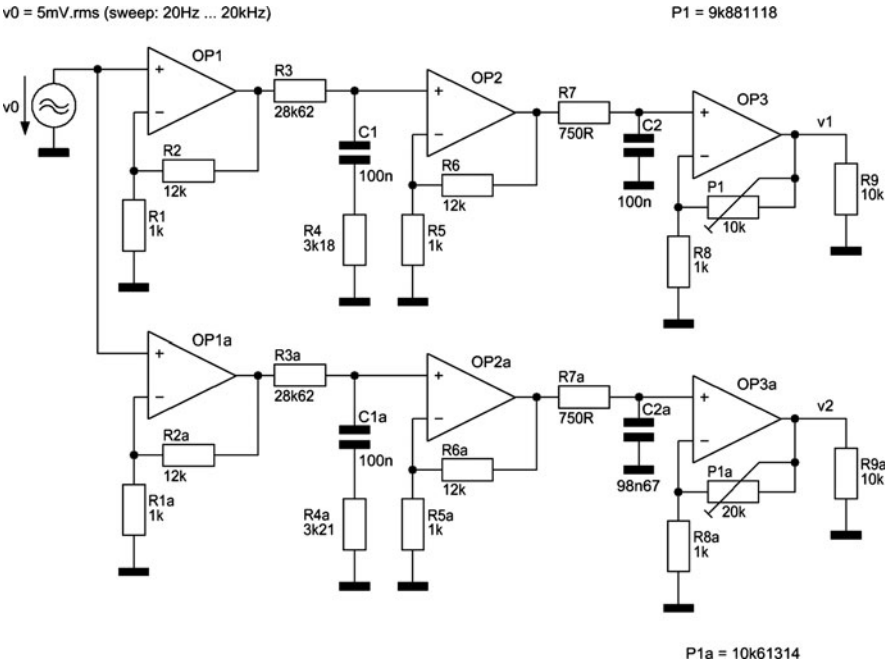 v0 = 5mV.rms (sweep: 20Hz ... 20kHz)
P1 = 9k881118
OP1
R3
28k62
OP2
R7
750R
OP3
v1
v0
+
−
R2
12k
C1
100n
+
−
R6
12k
C2
100n
+
−
P1
10k
R9
10k
R1
1k
R4
3k18
R5
1k
R8
1k
OP1a
R3a
28k62
OP2a
R7a
750R
OP3a
v2
+
−
R2a
12k
C1a
100n
+
−
R6a
12k
C2a
98n67
+
−
P1a
20k
R9a
10k
R1a
1k
R4a
3k21
R5a
1k
R8a
1k
P1a = 10k61314